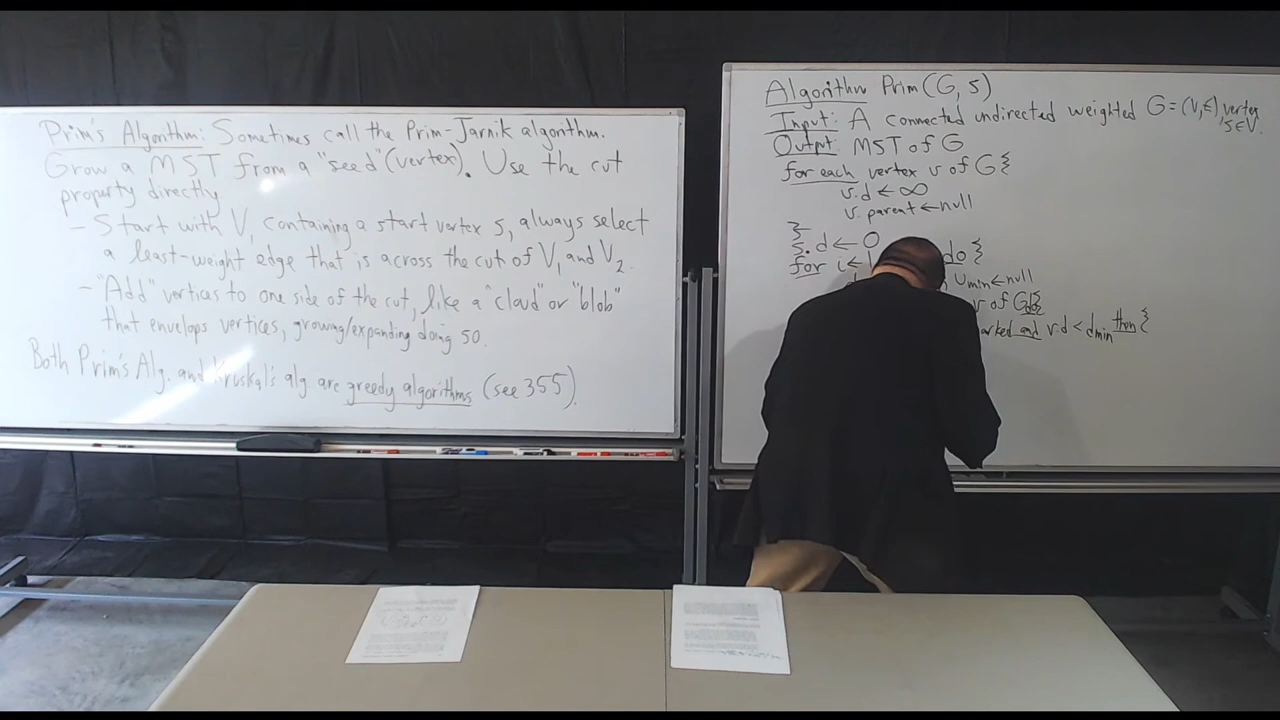 Prim's Algorithm: Sometimes call the Prim-Jarnik algorithm.
Grow a MST from a "seed" (vertex). Use the cut
property directly
- Start with V, containing a start vertex s, always select
a least-weight edge that is across the cut of V₁ and V₂.
- "Add" vertices to one side of the cut, like a "cloud" or "blob"
that envelops vertices, growing/expanding doing so.
Both Prim's Alg. and Kruskal's alg are greedy algorithms (see 355).
Algorithm Prim(G, s)
Input: A connected undirected weighted G = (V,E), vertex
s∈V.
Output: MST of G
for each vertex v of G {
v.d ← ∞
v.parent ← null
}
s.d ← 0
for i ← do {
Umin ← null
v of G do {
and v.d < dmin then {